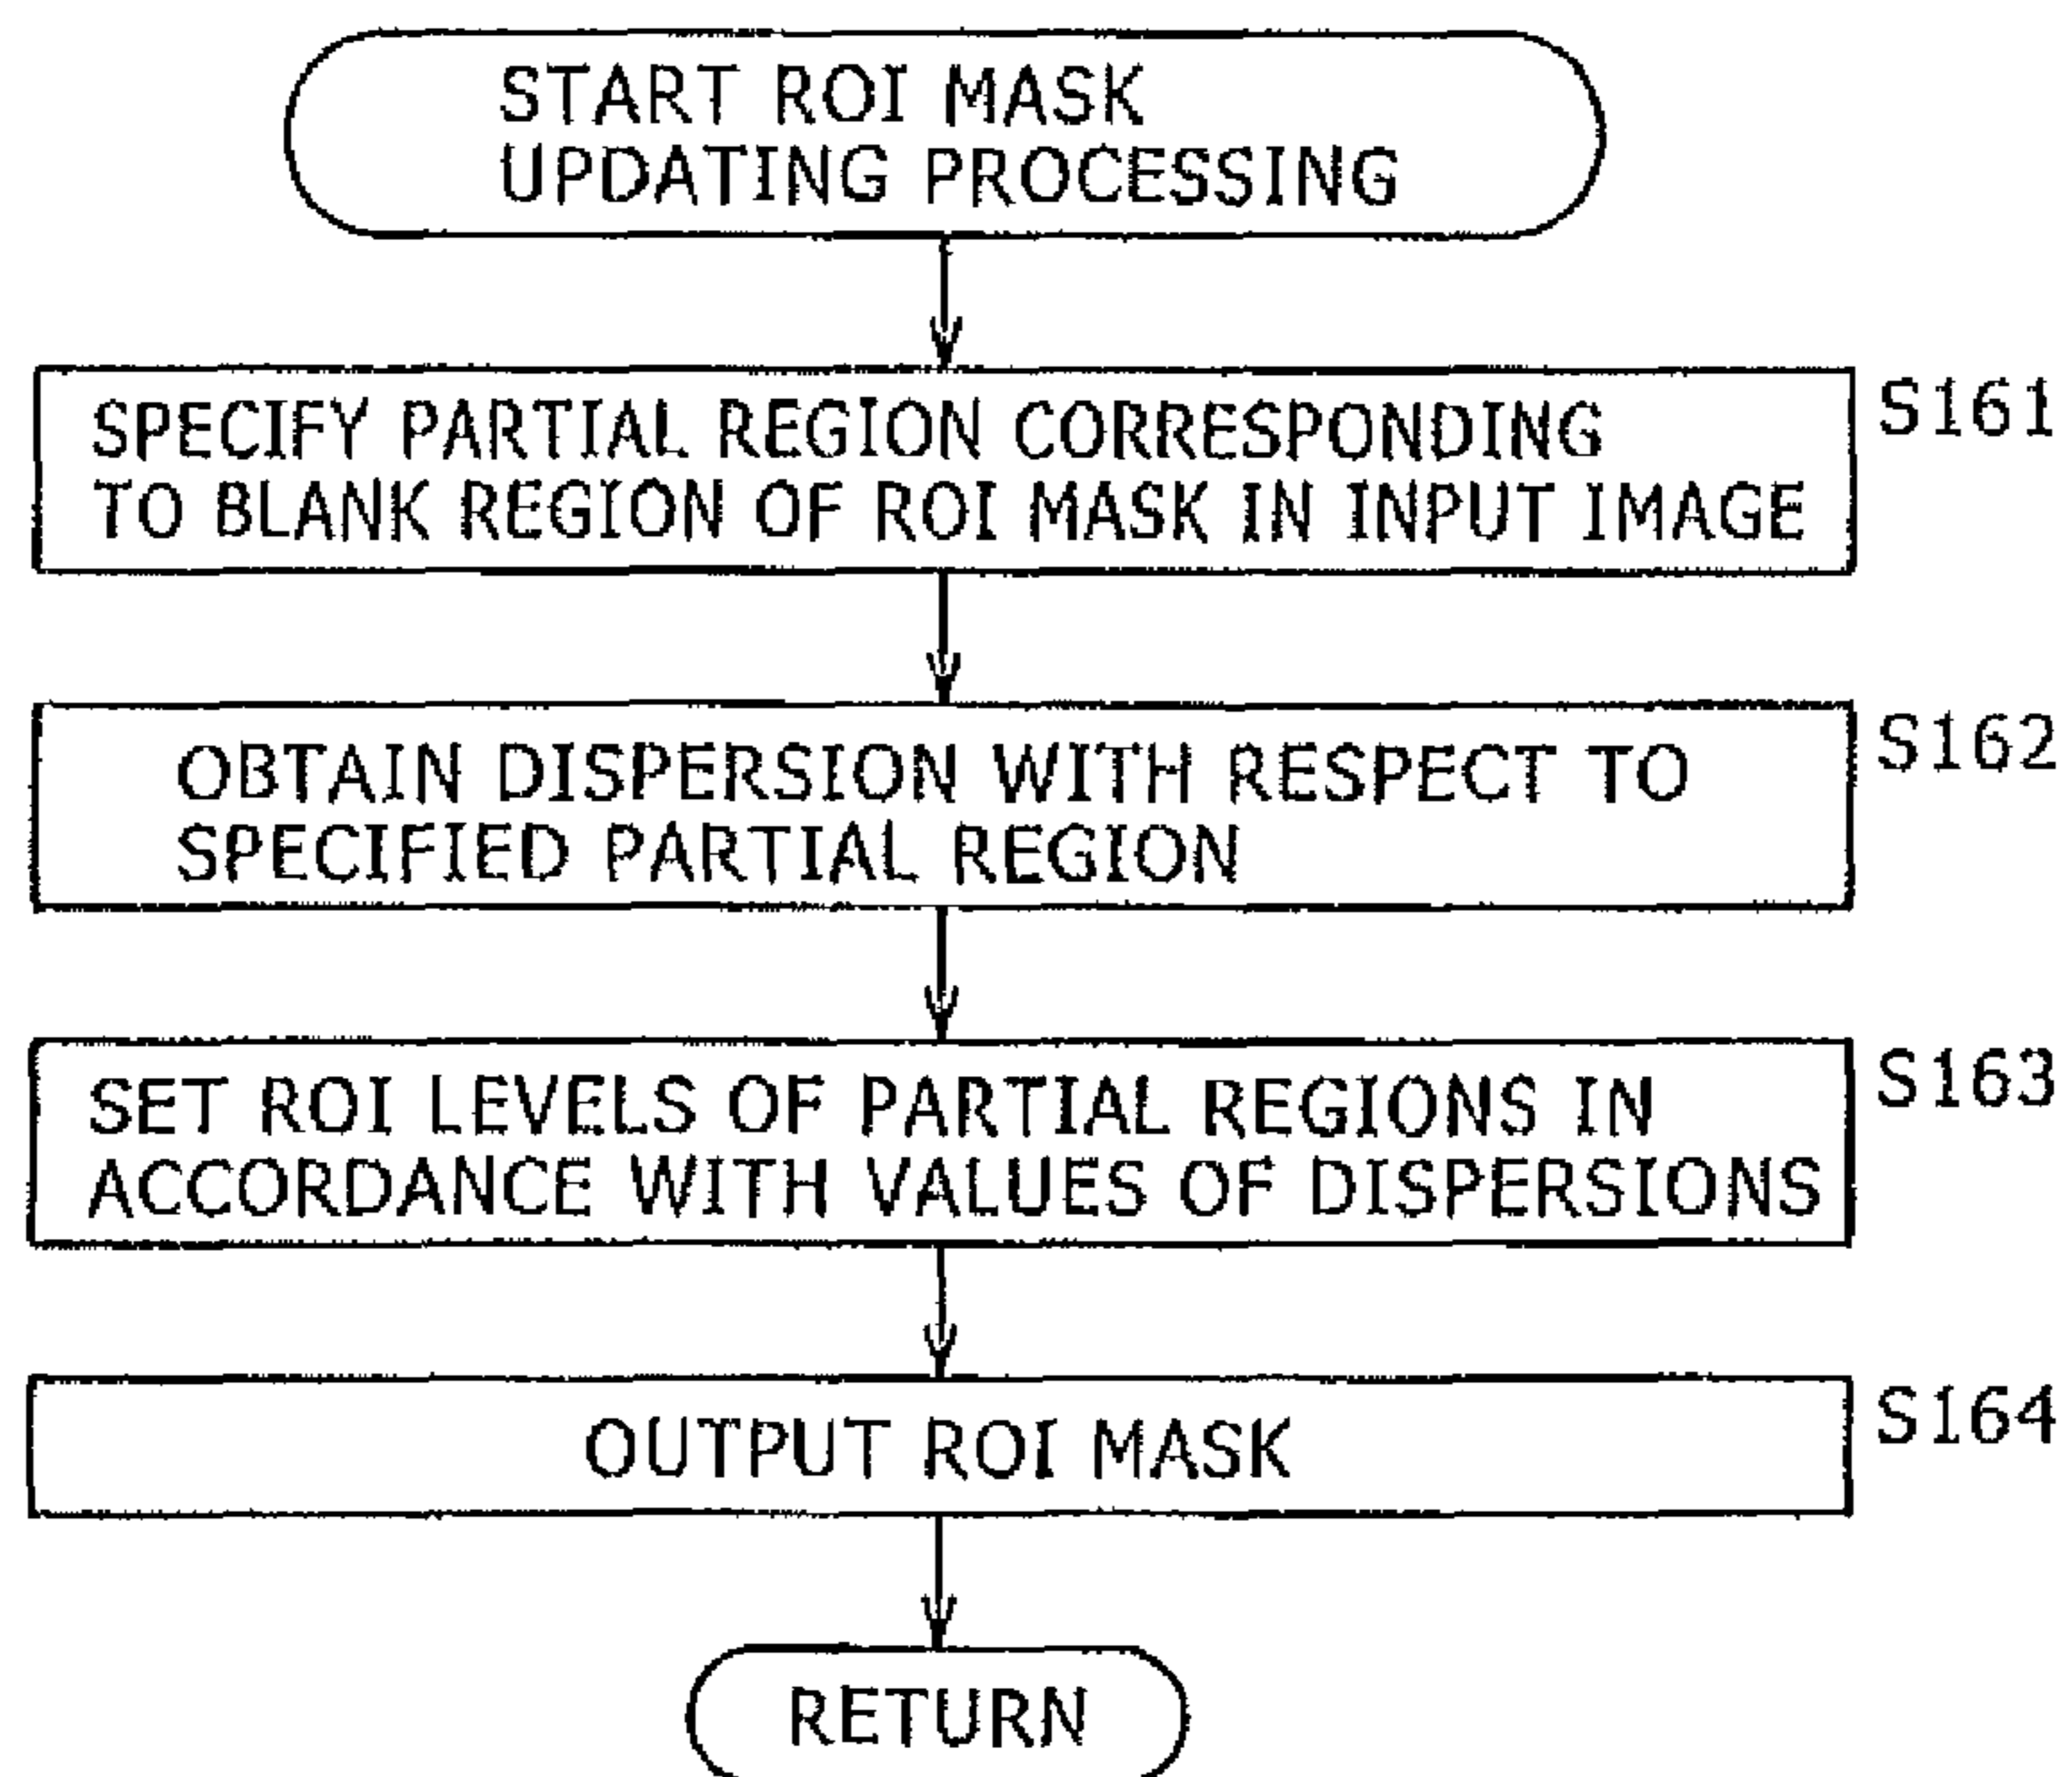 START ROI MASK
UPDATING PROCESSING
SPECIFY PARTIAL REGION CORRESPONDING
TO BLANK REGION OF ROI MASK IN INPUT IMAGE
S161
OBTAIN DISPERSION WITH RESPECT TO
SPECIFIED PARTIAL REGION
S162
SET ROI LEVELS OF PARTIAL REGIONS IN
ACCORDANCE WITH VALUES OF DISPERSIONS
S163
OUTPUT ROI MASK
S164
RETURN